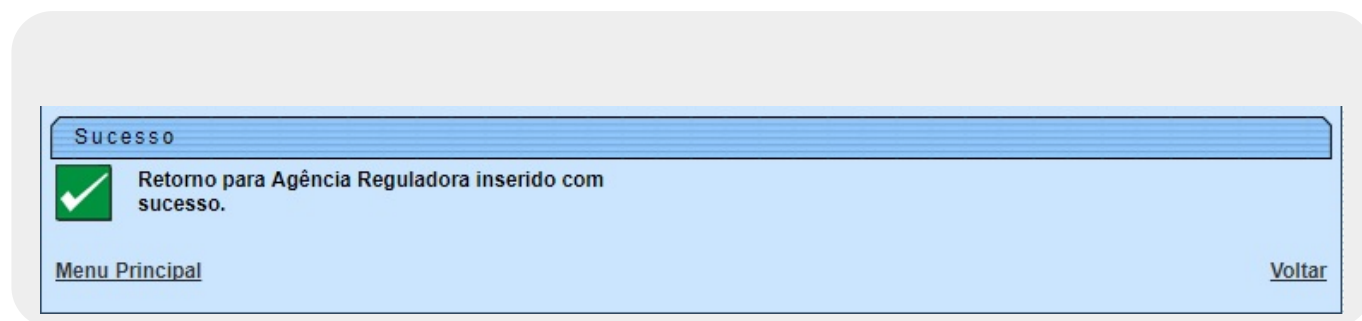 Sucesso
Retorno para Agência Reguladora inserido com
sucesso.
Menu Principal
Voltar